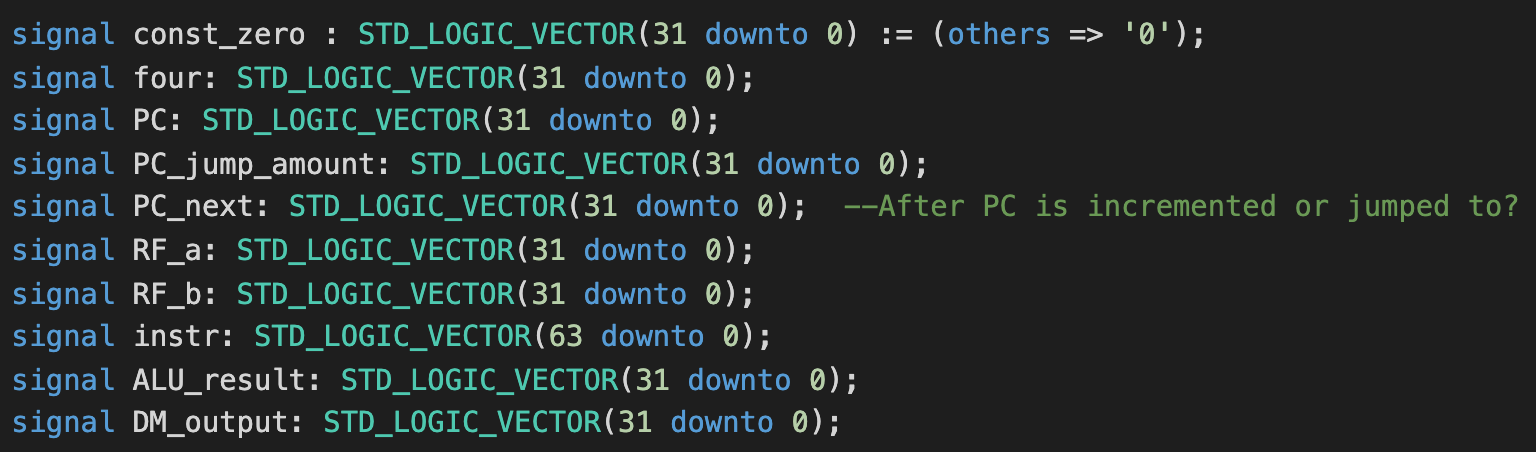 signal const_zero : STD_LOGIC_VECTOR(31 downto 0) := (others => '0');
signal four: STD_LOGIC_VECTOR(31 downto 0);
signal PC: STD_LOGIC_VECTOR(31 downto 0);
signal PC_jump_amount: STD_LOGIC_VECTOR(31 downto 0);
signal PC_next: STD_LOGIC_VECTOR(31 downto 0);  --After PC is incremented or jumped to?
signal RF_a: STD_LOGIC_VECTOR(31 downto 0);
signal RF_b: STD_LOGIC_VECTOR(31 downto 0);
signal instr: STD_LOGIC_VECTOR(63 downto 0);
signal ALU_result: STD_LOGIC_VECTOR(31 downto 0);
signal DM_output: STD_LOGIC_VECTOR(31 downto 0);